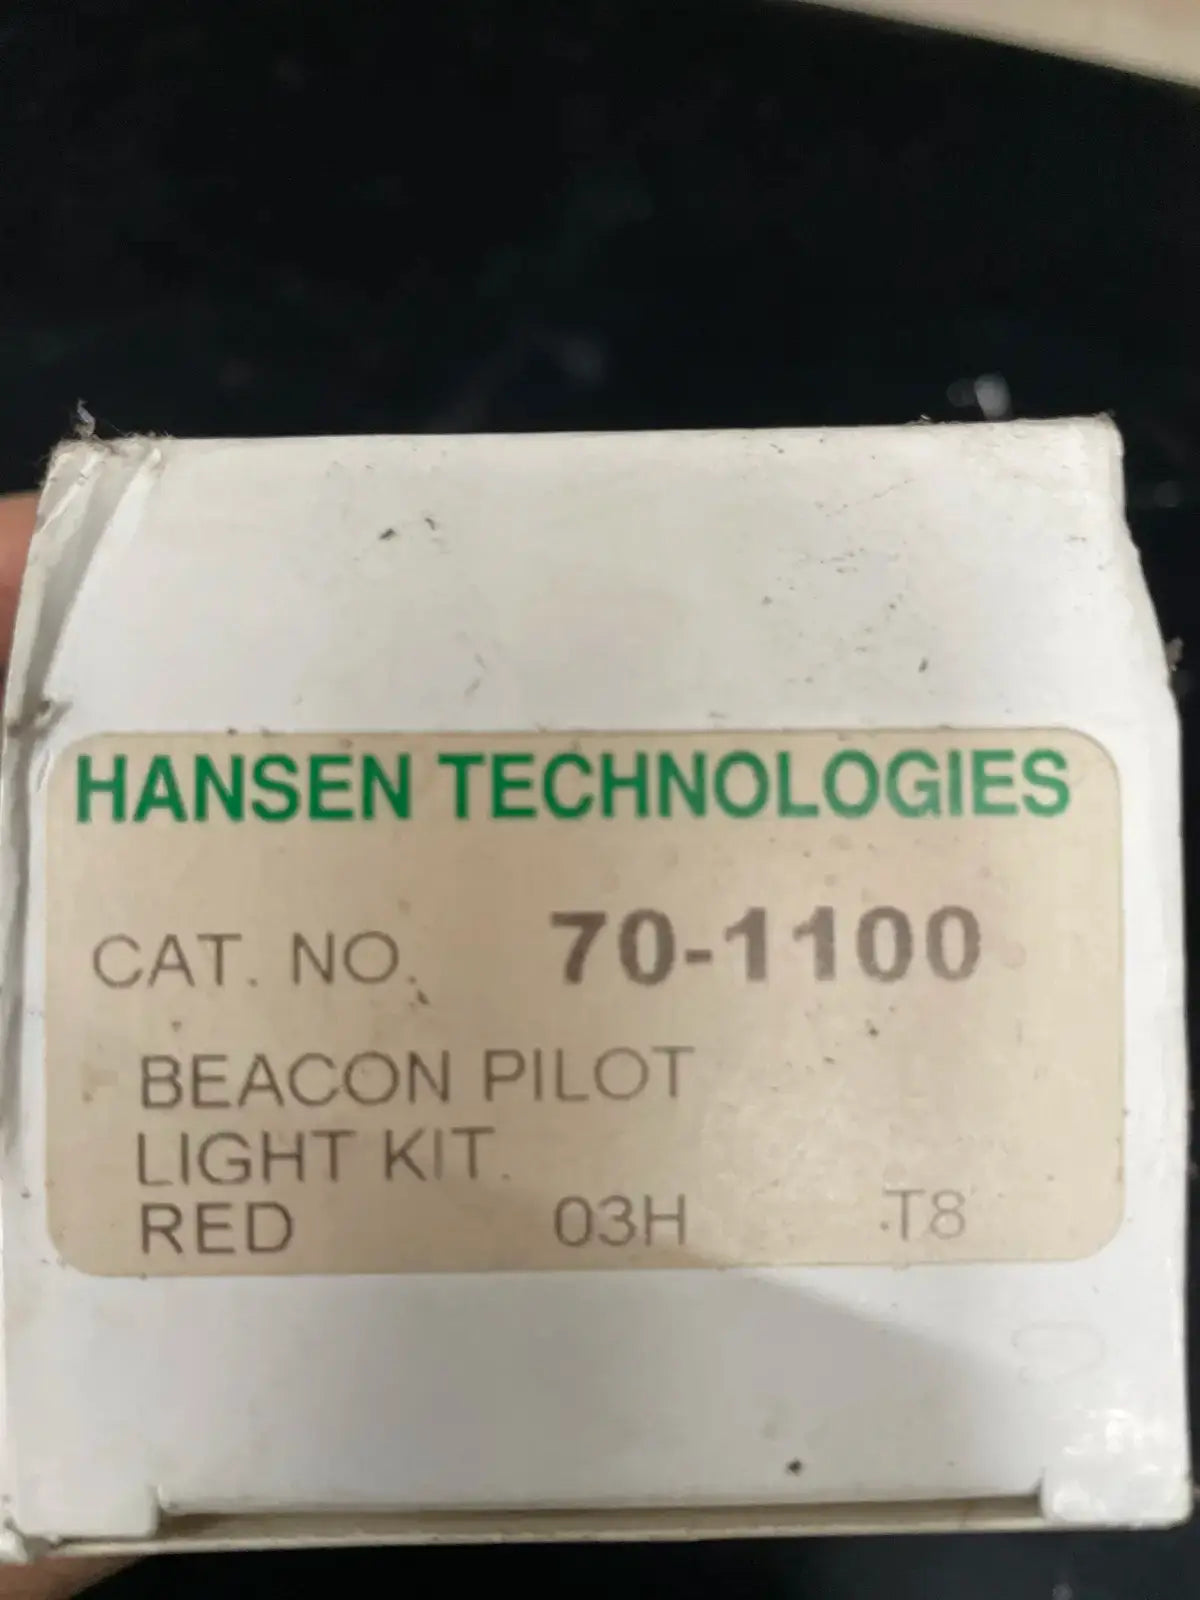 HANSEN TECHNOLOGIES
CAT. NO. 70-1100
BEACON PILOT
LIGHT KIT.
RED 03H T8